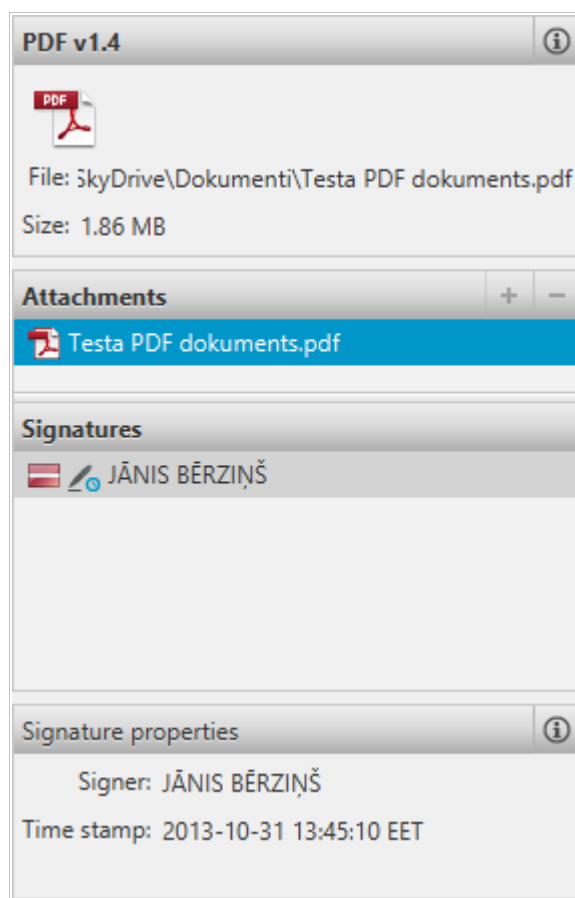 PDF v1.4
PDF
File: SkyDrive\Dokumenti\Testa PDF dokuments.pdf
Size: 1.86 MB
Attachments + −
Testa PDF dokuments.pdf
Signatures
JĀNIS BĒRZIŅŠ
Signature properties
Signer: JĀNIS BĒRZIŅŠ
Time stamp: 2013-10-31 13:45:10 EET